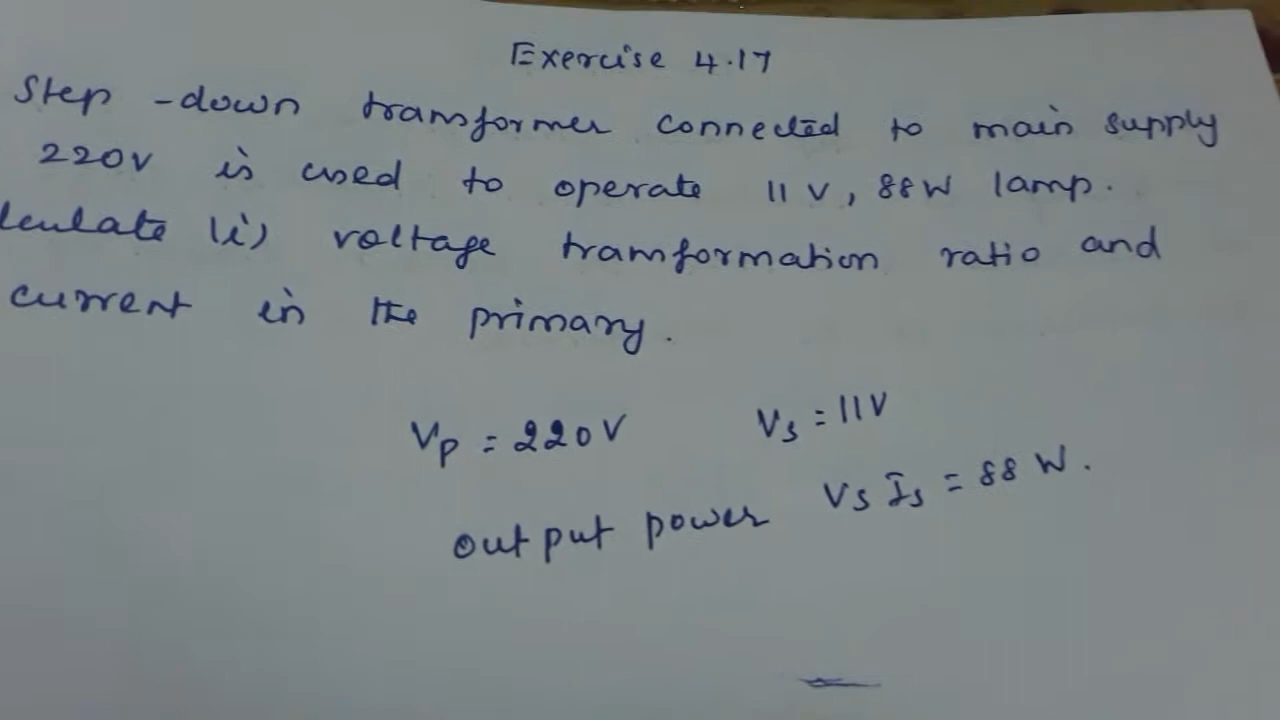 Exercise 4.17
Step-down transformer connected to main supply
220V is used to operate 11V, 88W lamp.
lculate (i) voltage transformation ratio and
current in the primary.
Vp = 220V Vs = 11V
output power Vs Is = 88 W.